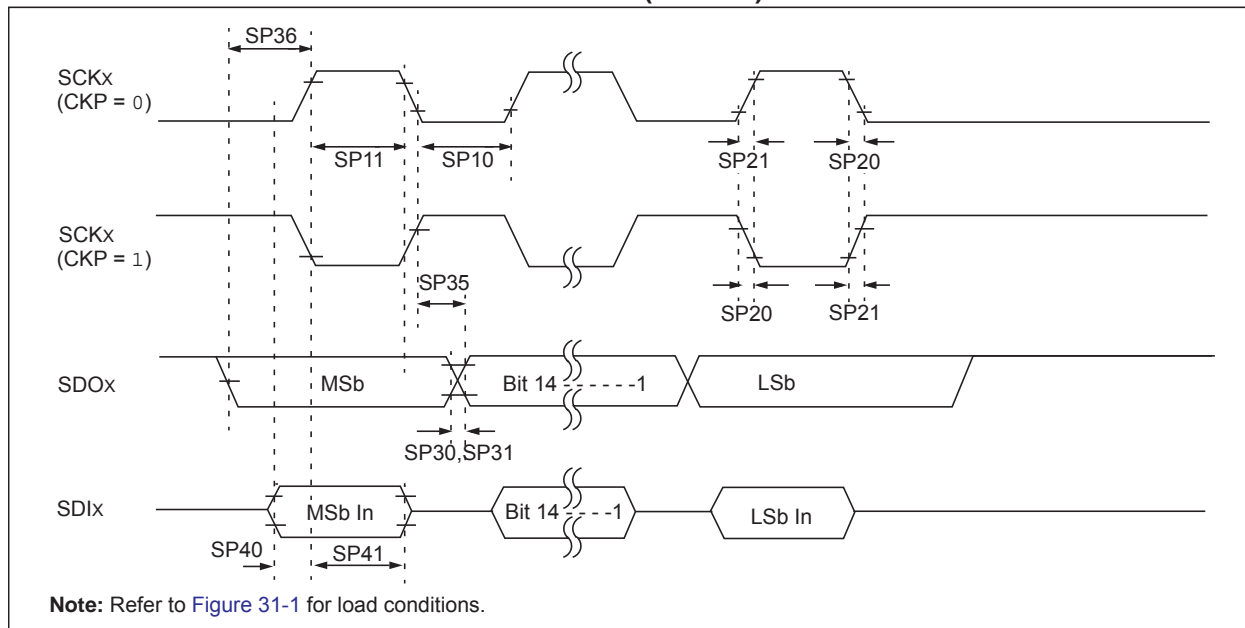 SP36
SCKx
(CKP = 0)
SP11
SP10
SP21
SP20
SCKx
(CKP = 1)
SP35
SP20
SP21
SDOx
MSb
Bit 14 - - - - - -1
LSb
SP30,SP31
SDIx
MSb In
Bit 14 - - - -1
LSb In
SP40
SP41
Note: Refer to Figure 31-1 for load conditions.